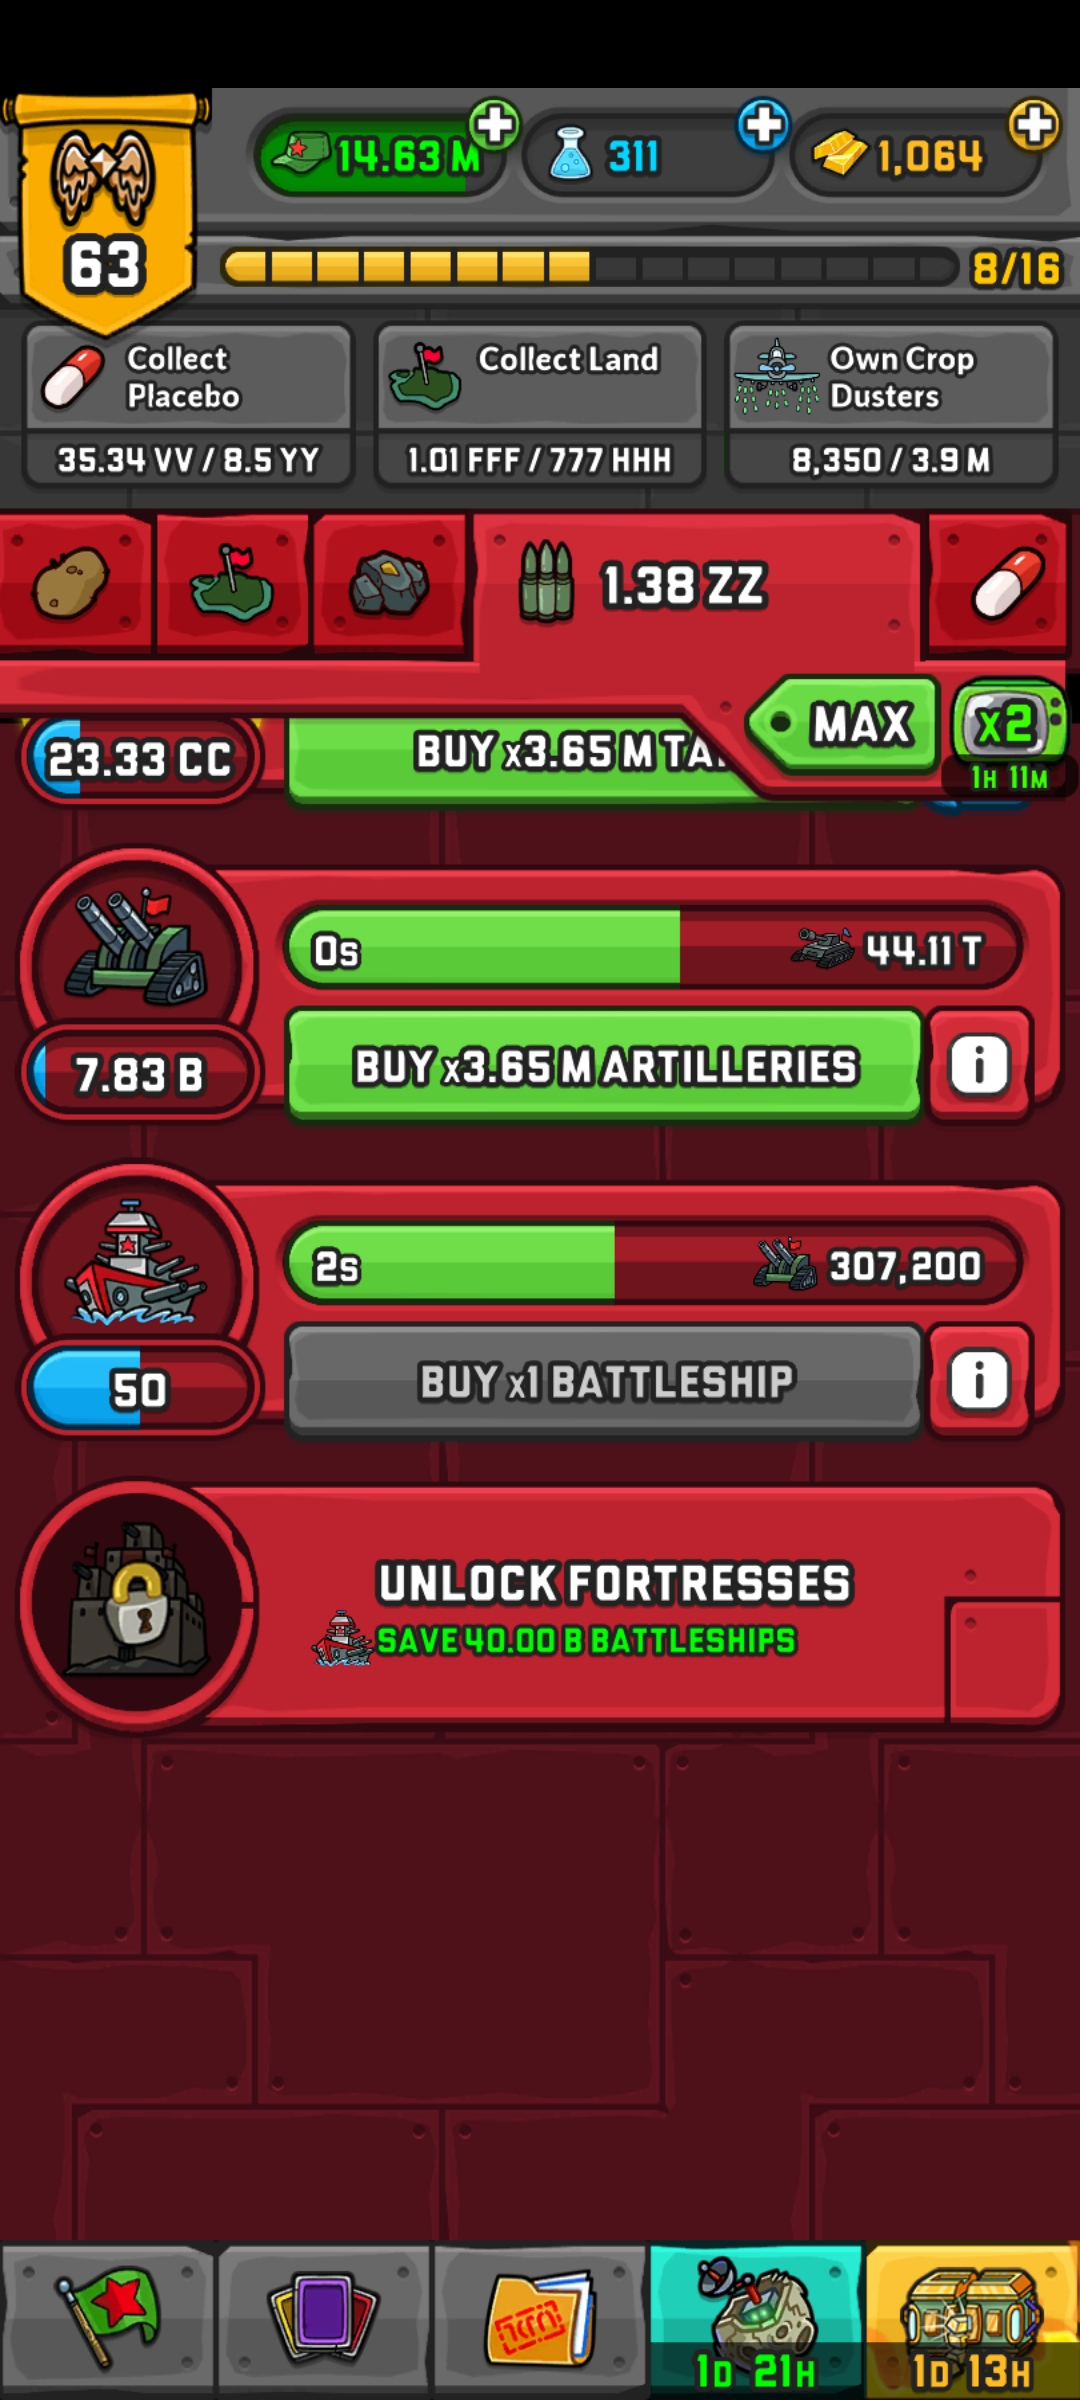 14.63 M
311
1,064
63
8/16
Collect
Placebo
35.34 VV / 8.5 YY
Collect Land
1.01 FFF / 777 HHH
Own Crop
Dusters
8,350 / 3.9 M
1.38 ZZ
MAX
x2
1H 11M
23.33 CC
BUY x3.65 M TA
0s
44.11 T
7.83 B
BUY x3.65 M ARTILLERIES
i
2s
307,200
50
BUY x1 BATTLESHIP
i
UNLOCK FORTRESSES
SAVE 40.00 B BATTLESHIPS
1D 21H
1D 13H